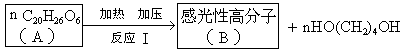 n C₂₀H₂₆O₆ 加热 加压 感光性高分子 + nHO(CH₂)₄OH
(A) 反应 I (B)